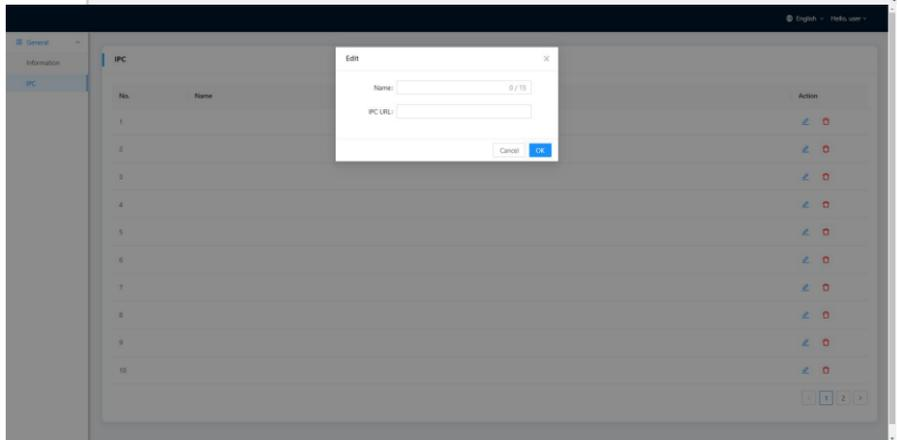 English Hello, user
General
Information
IPC
IPC
Edit
Name: 0 / 15
IPC URL:
Cancel OK
No. Name Action
1
2
3
4
5
6
7
8
9
10
< 1 2 >